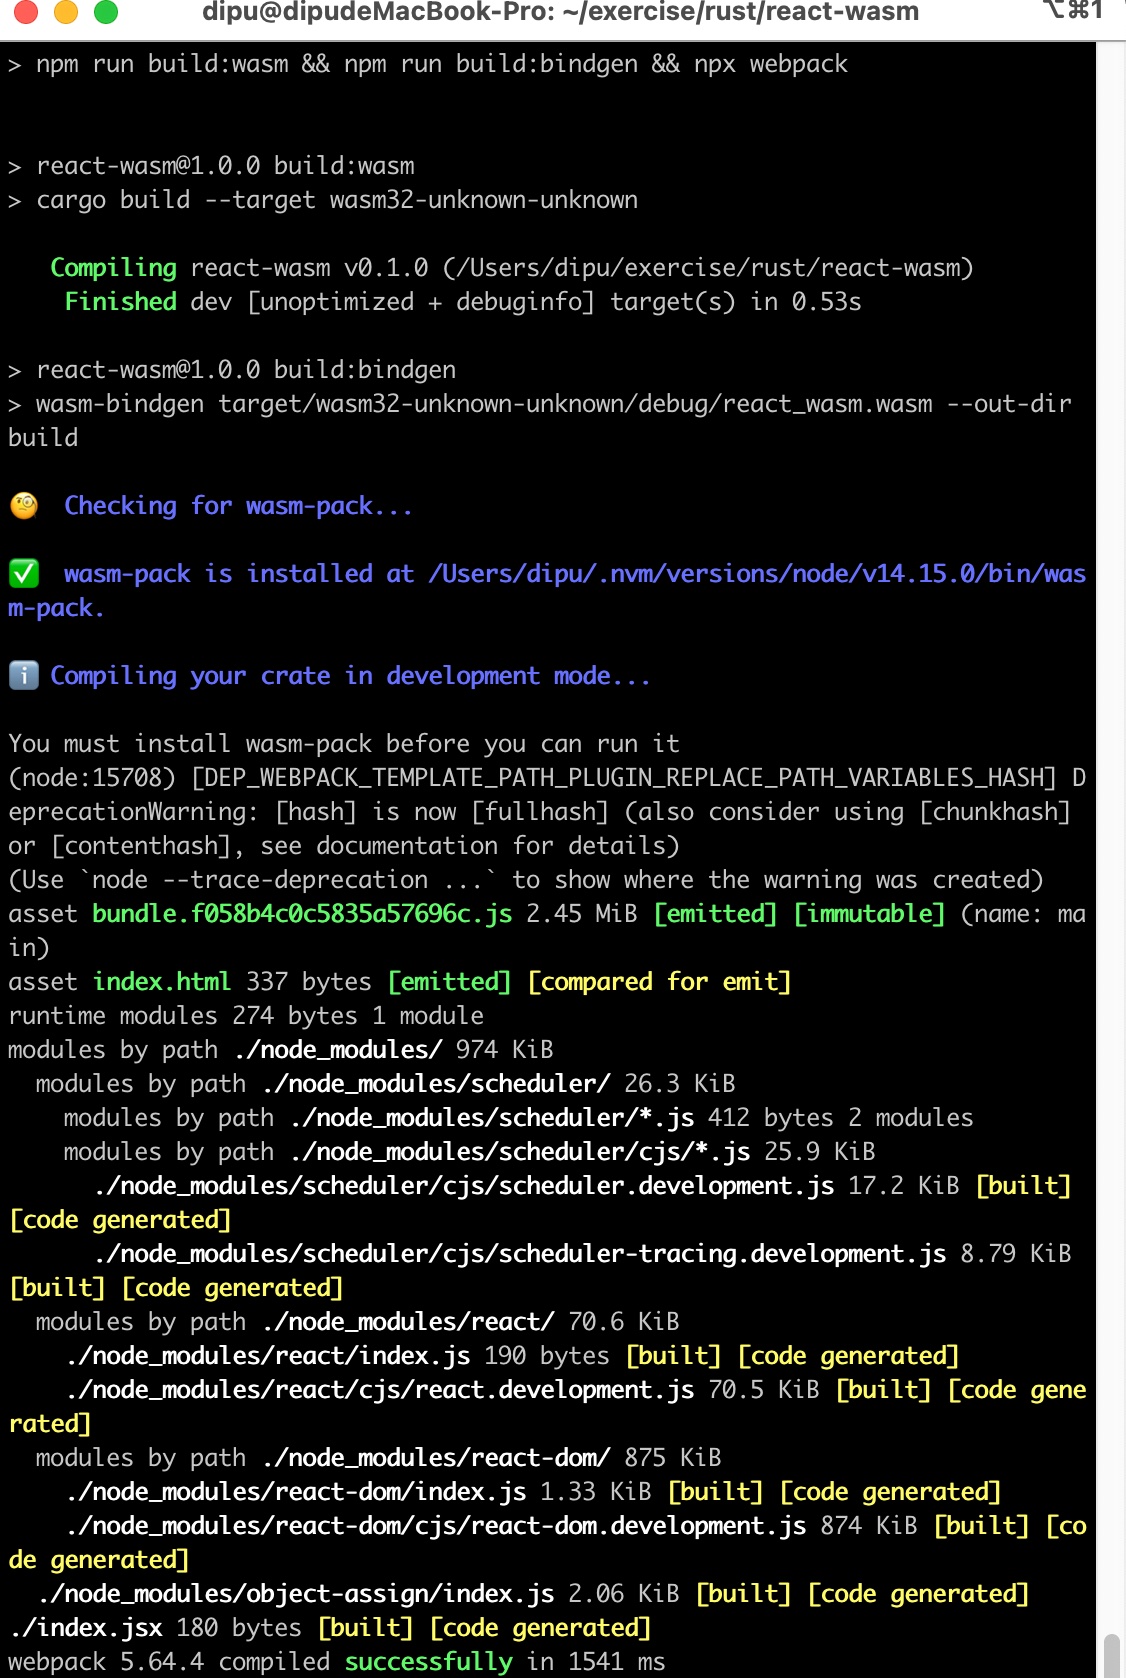 dipu@dipudeMacBook-Pro: ~/exercise/rust/react-wasm ⌥⌘1
> npm run build:wasm && npm run build:bindgen && npx webpack
> react-wasm@1.0.0 build:wasm
> cargo build --target wasm32-unknown-unknown
Compiling react-wasm v0.1.0 (/Users/dipu/exercise/rust/react-wasm)
Finished dev [unoptimized + debuginfo] target(s) in 0.53s
> react-wasm@1.0.0 build:bindgen
> wasm-bindgen target/wasm32-unknown-unknown/debug/react_wasm.wasm --out-dir
build
🧐 Checking for wasm-pack...
✅ wasm-pack is installed at /Users/dipu/.nvm/versions/node/v14.15.0/bin/was
m-pack.
ℹ️ Compiling your crate in development mode...
You must install wasm-pack before you can run it
(node:15708) [DEP_WEBPACK_TEMPLATE_PATH_PLUGIN_REPLACE_PATH_VARIABLES_HASH] D
eprecationWarning: [hash] is now [fullhash] (also consider using [chunkhash]
or [contenthash], see documentation for details)
(Use `node --trace-deprecation ...` to show where the warning was created)
asset bundle.f058b4c0c5835a57696c.js 2.45 MiB [emitted] [immutable] (name: ma
in)
asset index.html 337 bytes [emitted] [compared for emit]
runtime modules 274 bytes 1 module
modules by path ./node_modules/ 974 KiB
modules by path ./node_modules/scheduler/ 26.3 KiB
modules by path ./node_modules/scheduler/*.js 412 bytes 2 modules
modules by path ./node_modules/scheduler/cjs/*.js 25.9 KiB
./node_modules/scheduler/cjs/scheduler.development.js 17.2 KiB [built]
[code generated]
./node_modules/scheduler/cjs/scheduler-tracing.development.js 8.79 KiB
[built] [code generated]
modules by path ./node_modules/react/ 70.6 KiB
./node_modules/react/index.js 190 bytes [built] [code generated]
./node_modules/react/cjs/react.development.js 70.5 KiB [built] [code gene
rated]
modules by path ./node_modules/react-dom/ 875 KiB
./node_modules/react-dom/index.js 1.33 KiB [built] [code generated]
./node_modules/react-dom/cjs/react-dom.development.js 874 KiB [built] [co
de generated]
./node_modules/object-assign/index.js 2.06 KiB [built] [code generated]
./index.jsx 180 bytes [built] [code generated]
webpack 5.64.4 compiled successfully in 1541 ms